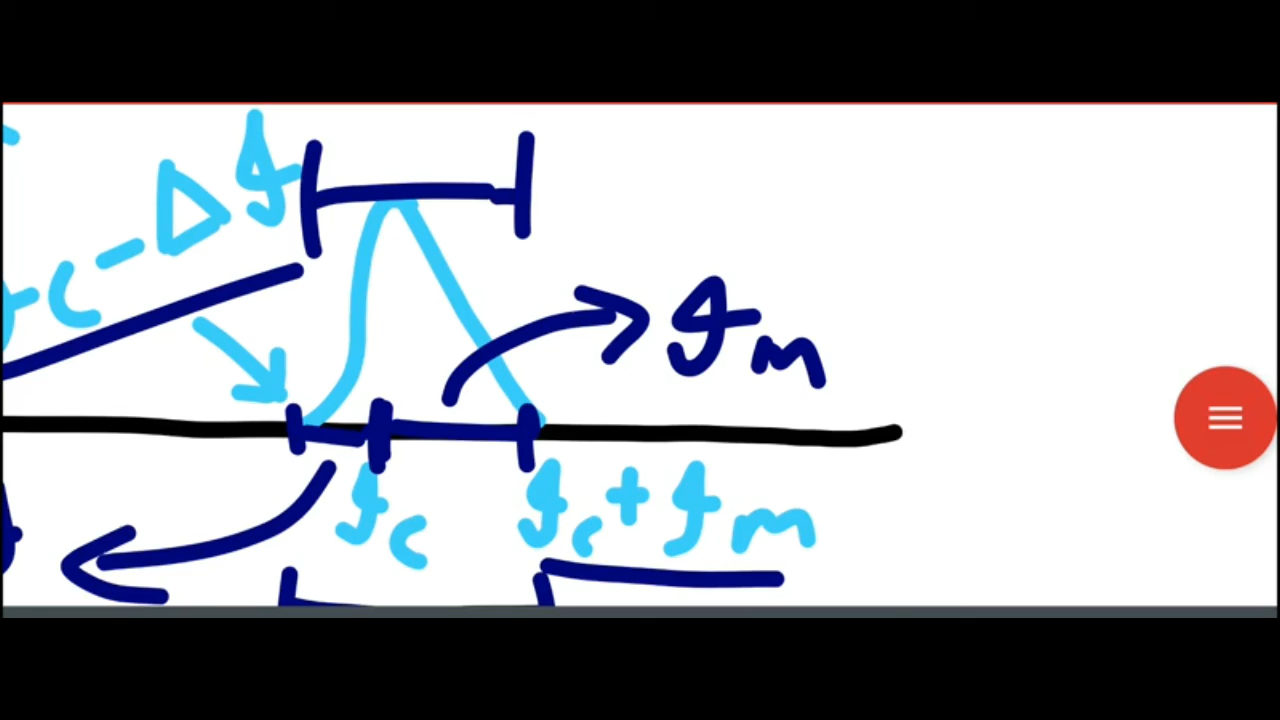 fc - Δf
fm
fc
fc + fm